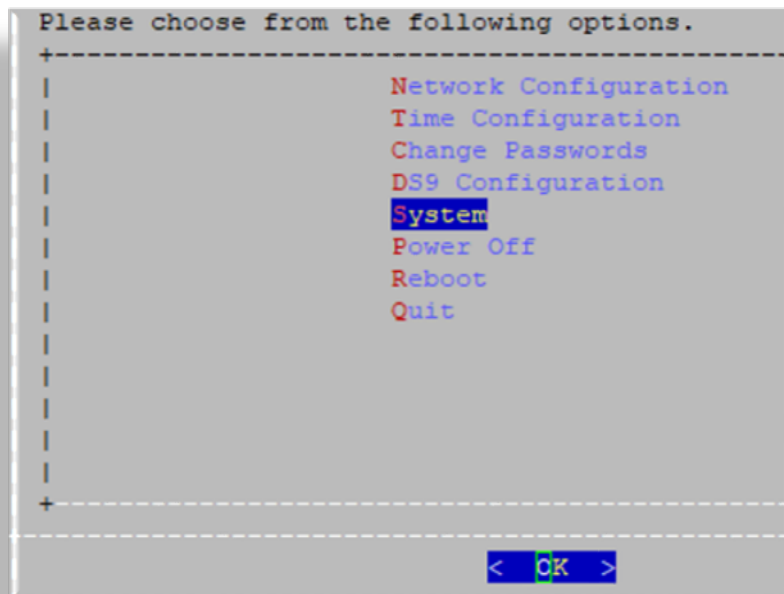 Please choose from the following options.
Network Configuration
Time Configuration
Change Passwords
DS9 Configuration
System
Power Off
Reboot
Quit
< OK >